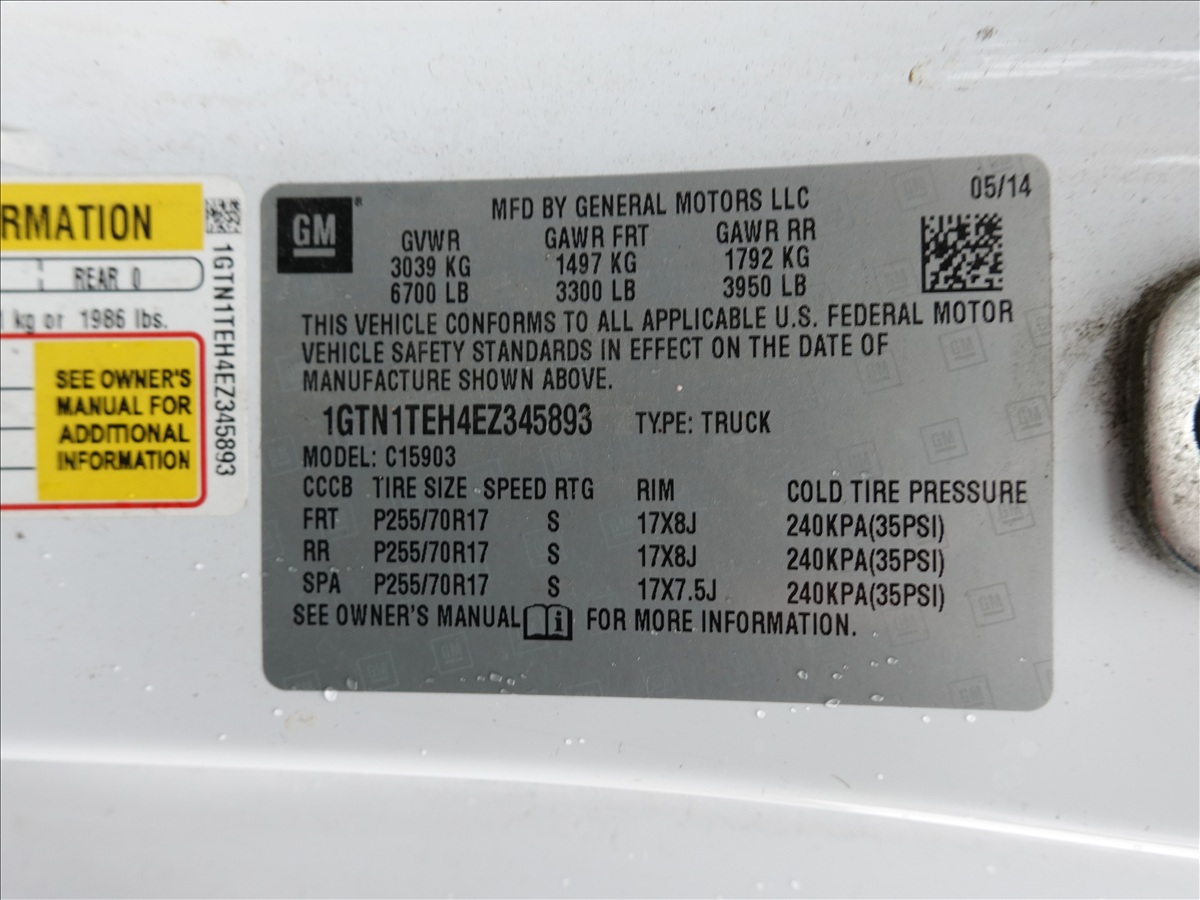 RMATION
REAR 0
kg or 1986 lbs.
SEE OWNER'S
MANUAL FOR
ADDITIONAL
INFORMATION
1GTN1TEH4EZ345893
GM®
MFD BY GENERAL MOTORS LLC 05/14
GVWR GAWR FRT GAWR RR
3039 KG 1497 KG 1792 KG
6700 LB 3300 LB 3950 LB
THIS VEHICLE CONFORMS TO ALL APPLICABLE U.S. FEDERAL MOTOR
VEHICLE SAFETY STANDARDS IN EFFECT ON THE DATE OF
MANUFACTURE SHOWN ABOVE.
1GTN1TEH4EZ345893 TYPE: TRUCK
MODEL: C15903
CCCB TIRE SIZE SPEED RTG RIM COLD TIRE PRESSURE
FRT P255/70R17 S 17X8J 240KPA(35PSI)
RR P255/70R17 S 17X8J 240KPA(35PSI)
SPA P255/70R17 S 17X7.5J 240KPA(35PSI)
SEE OWNER'S MANUAL i FOR MORE INFORMATION.